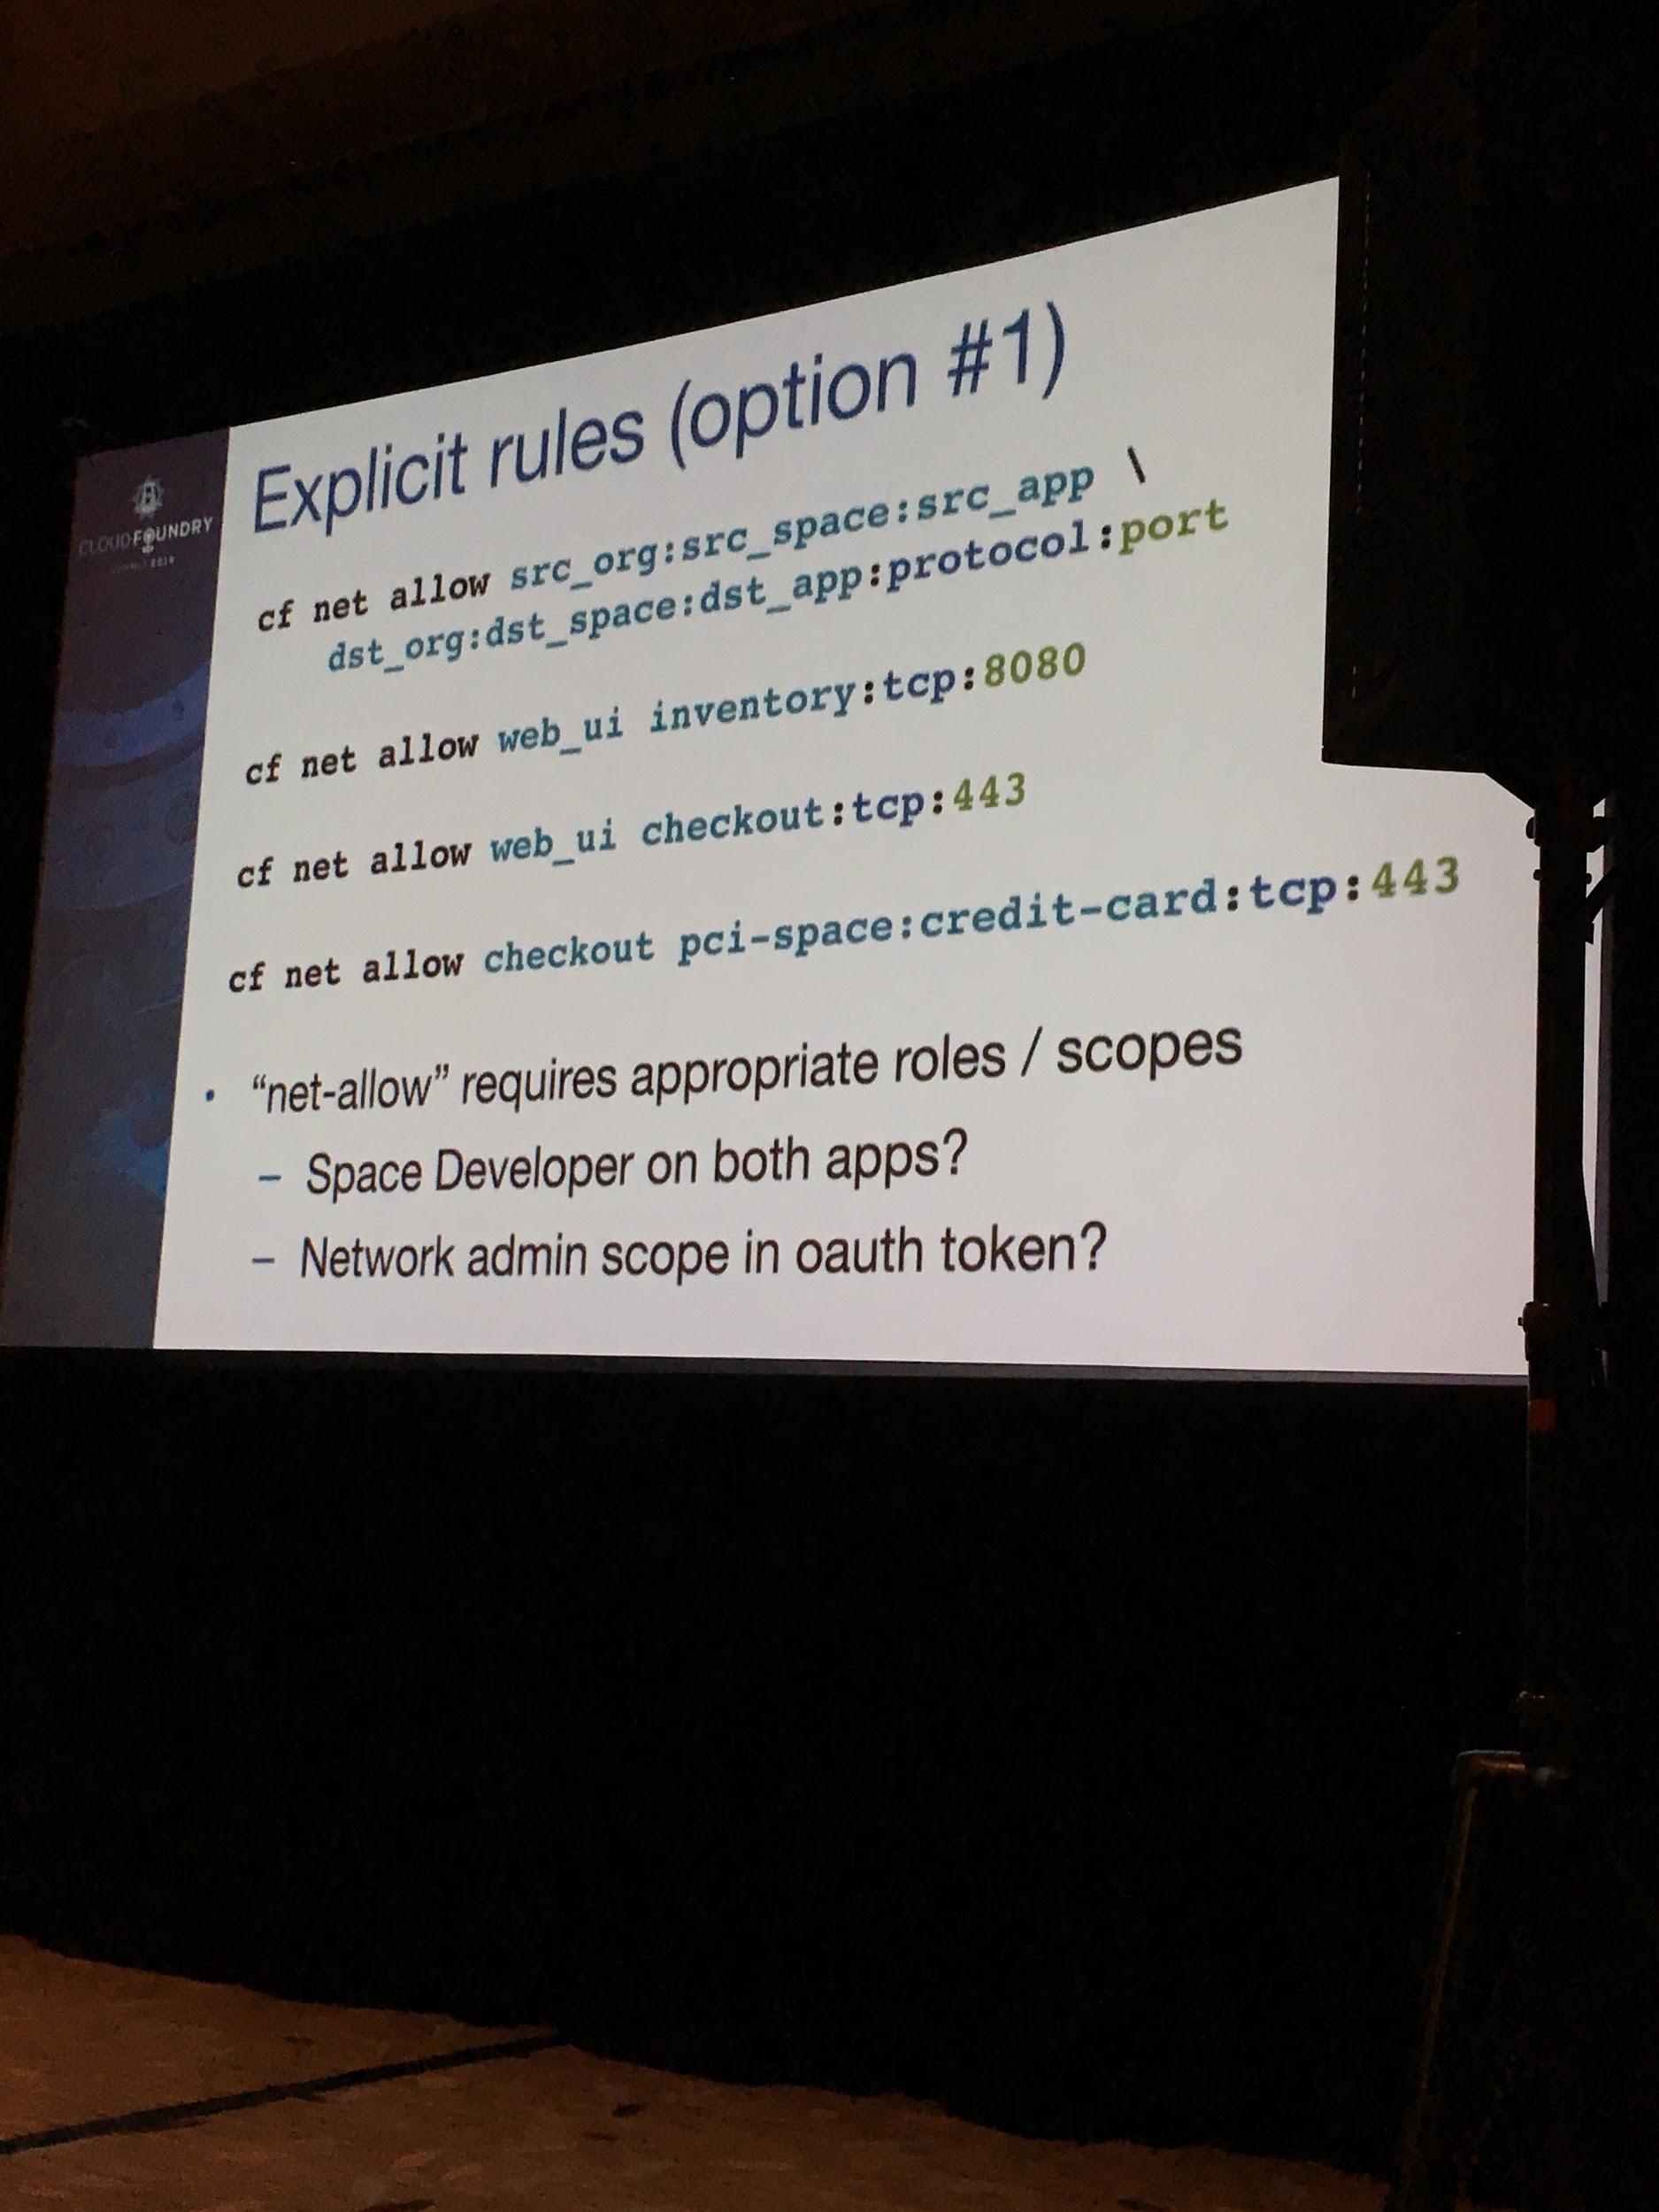 CLOUDFOUNDRY
Explicit rules (option #1)
cf net allow src_org:src_space:src_app \
dst_org:dst_space:dst_app:protocol:port
cf net allow web_ui inventory:tcp:8080
cf net allow web_ui checkout:tcp:443
cf net allow checkout pci-space:credit-card:tcp:443
• “net-allow” requires appropriate roles / scopes
– Space Developer on both apps?
– Network admin scope in oauth token?